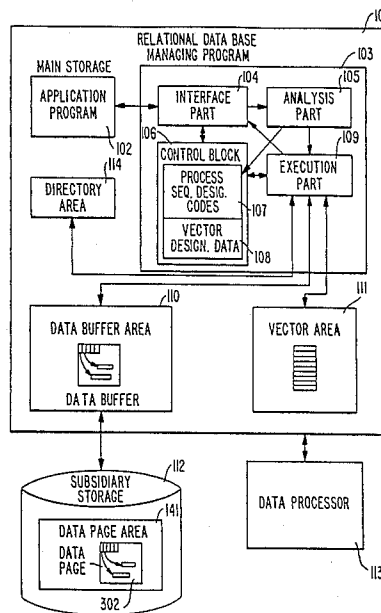 10
RELATIONAL DATA BASE
MANAGING PROGRAM
103
MAIN STORAGE
104
105
APPLICATION
PROGRAM
INTERFACE
PART
ANALYSIS
PART
102
106
109
114
CONTROL BLOCK
EXECUTION
PART
DIRECTORY
AREA
PROCESS
SEQ. DESIG.
CODES
107
VECTOR
DESIGN. DATA
108
110
111
DATA BUFFER AREA
VECTOR AREA
DATA BUFFER
112
SUBSIDIARY
STORAGE
141
DATA PAGE AREA
DATA
PAGE
302
DATA PROCESSOR
113